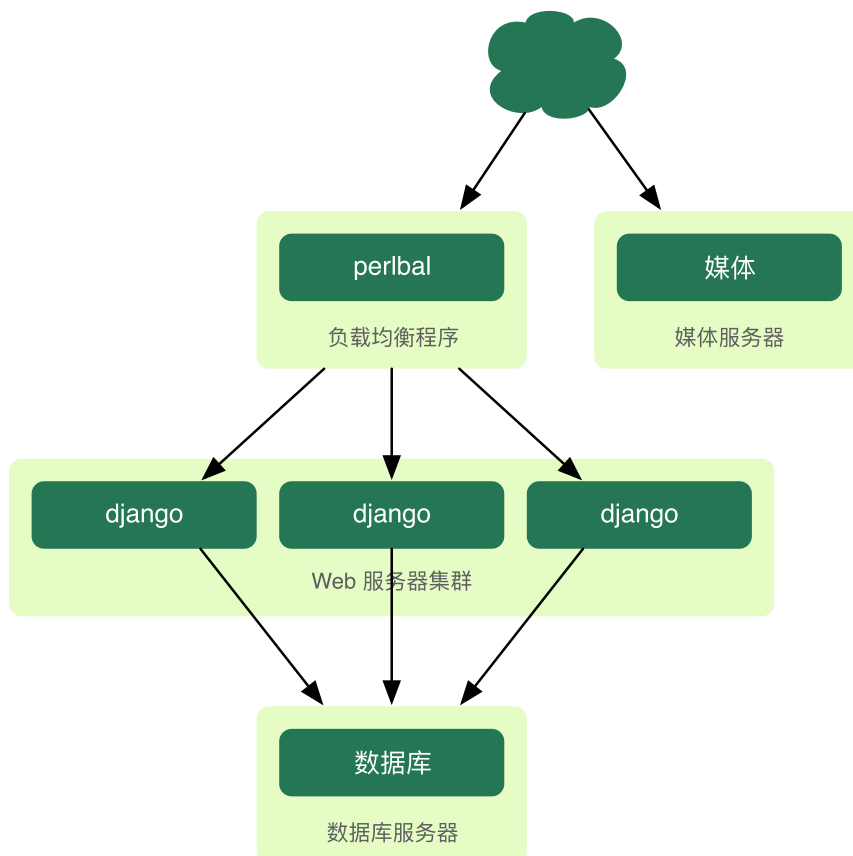 perlbal
媒体
负载均衡程序
媒体服务器
django
django
django
Web 服务器集群
数据库
数据库服务器